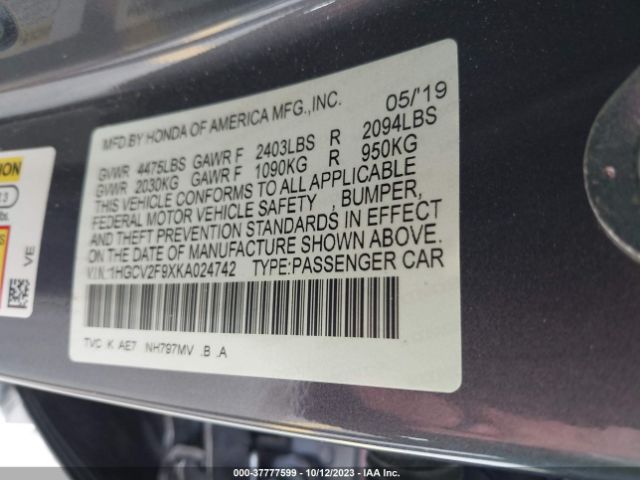 MFD.BY HONDA OF AMERICA MFG.,INC. 05/'19
GVWR 4475LBS GAWR F 2403LBS R 2094LBS
GVWR 2030KG GAWR F 1090KG R 950KG
THIS VEHICLE CONFORMS TO ALL APPLICABLE
FEDERAL MOTOR VEHICLE SAFETY , BUMPER,
AND THEFT PREVENTION STANDARDS IN EFFECT
ON THE DATE OF MANUFACTURE SHOWN ABOVE.
V.I.N.:1HGCV2F9XKA024742 TYPE:PASSENGER CAR
TVC K AE7 NH797MV .B .A
VE
000-37777599 | 10/12/2023 | IAA Inc.